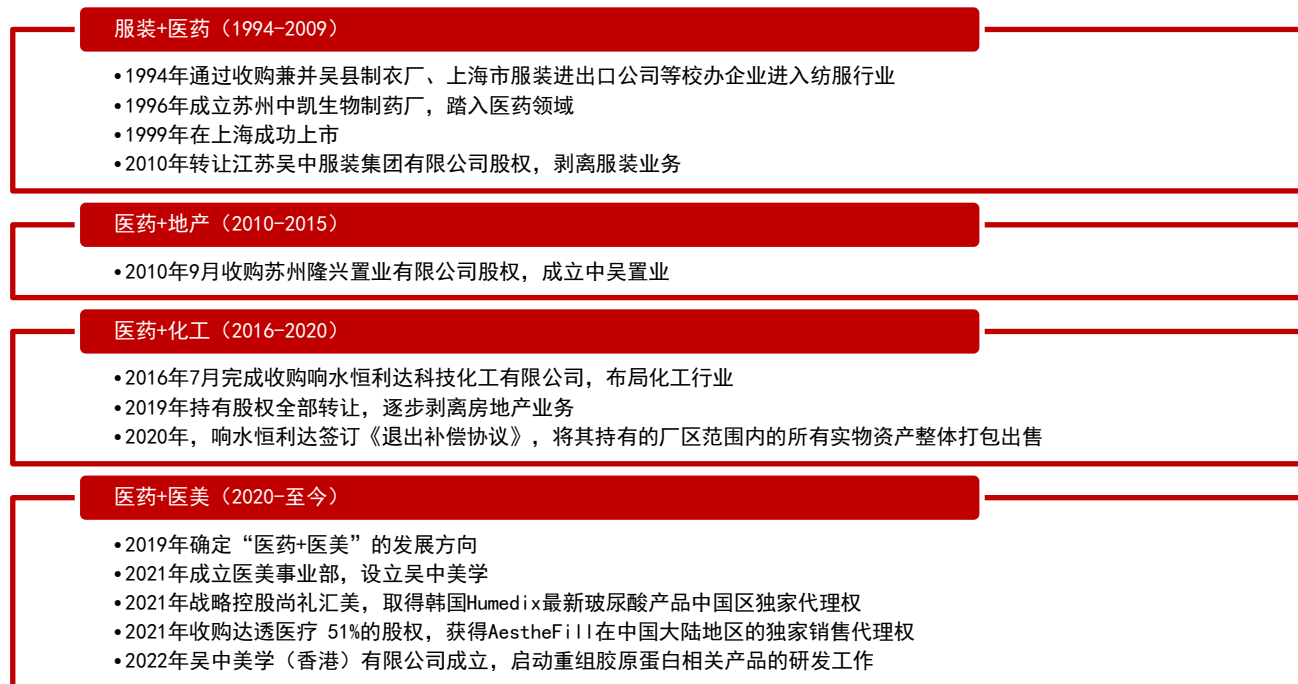 服装+医药（1994-2009）
•1994年通过收购兼并吴县制衣厂、上海市服装进出口公司等校办企业进入纺服行业
•1996年成立苏州中凯生物制药厂，踏入医药领域
•1999年在上海成功上市
•2010年转让江苏吴中服装集团有限公司股权，剥离服装业务
医药+地产（2010-2015）
•2010年9月收购苏州隆兴置业有限公司股权，成立中吴置业
医药+化工（2016-2020）
•2016年7月完成收购响水恒利达科技化工有限公司，布局化工行业
•2019年持有股权全部转让，逐步剥离房地产业务
•2020年，响水恒利达签订《退出补偿协议》，将其持有的厂区范围内的所有实物资产整体打包出售
医药+医美（2020-至今）
•2019年确定“医药+医美”的发展方向
•2021年成立医美事业部，设立吴中美学
•2021年战略控股尚礼汇美，取得韩国Humedix最新玻尿酸产品中国区独家代理权
•2021年收购达透医疗 51%的股权，获得AestheFill在中国大陆地区的独家销售代理权
•2022年吴中美学（香港）有限公司成立，启动重组胶原蛋白相关产品的研发工作